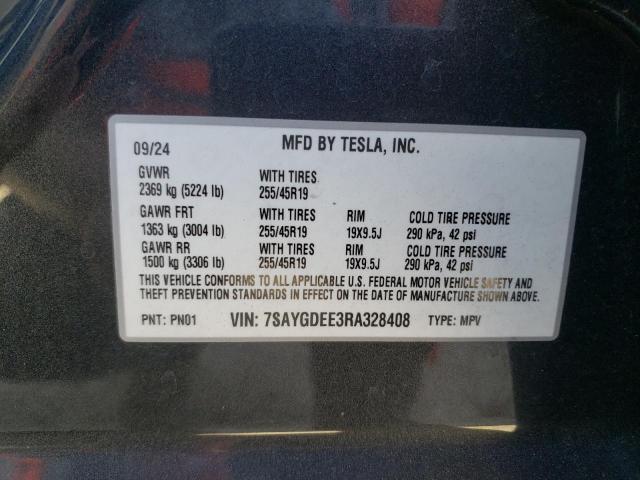 09/24 MFD BY TESLA, INC.
GVWR WITH TIRES
2369 kg (5224 lb) 255/45R19
GAWR FRT WITH TIRES RIM COLD TIRE PRESSURE
1363 kg (3004 lb) 255/45R19 19X9.5J 290 kPa, 42 psi
GAWR RR WITH TIRES RIM COLD TIRE PRESSURE
1500 kg (3306 lb) 255/45R19 19X9.5J 290 kPa, 42 psi
THIS VEHICLE CONFORMS TO ALL APPLICABLE U.S. FEDERAL MOTOR VEHICLE SAFETY AND
THEFT PREVENTION STANDARDS IN EFFECT ON THE DATE OF MANUFACTURE SHOWN ABOVE.
PNT: PN01 VIN: 7SAYGDEE3RA328408 TYPE: MPV